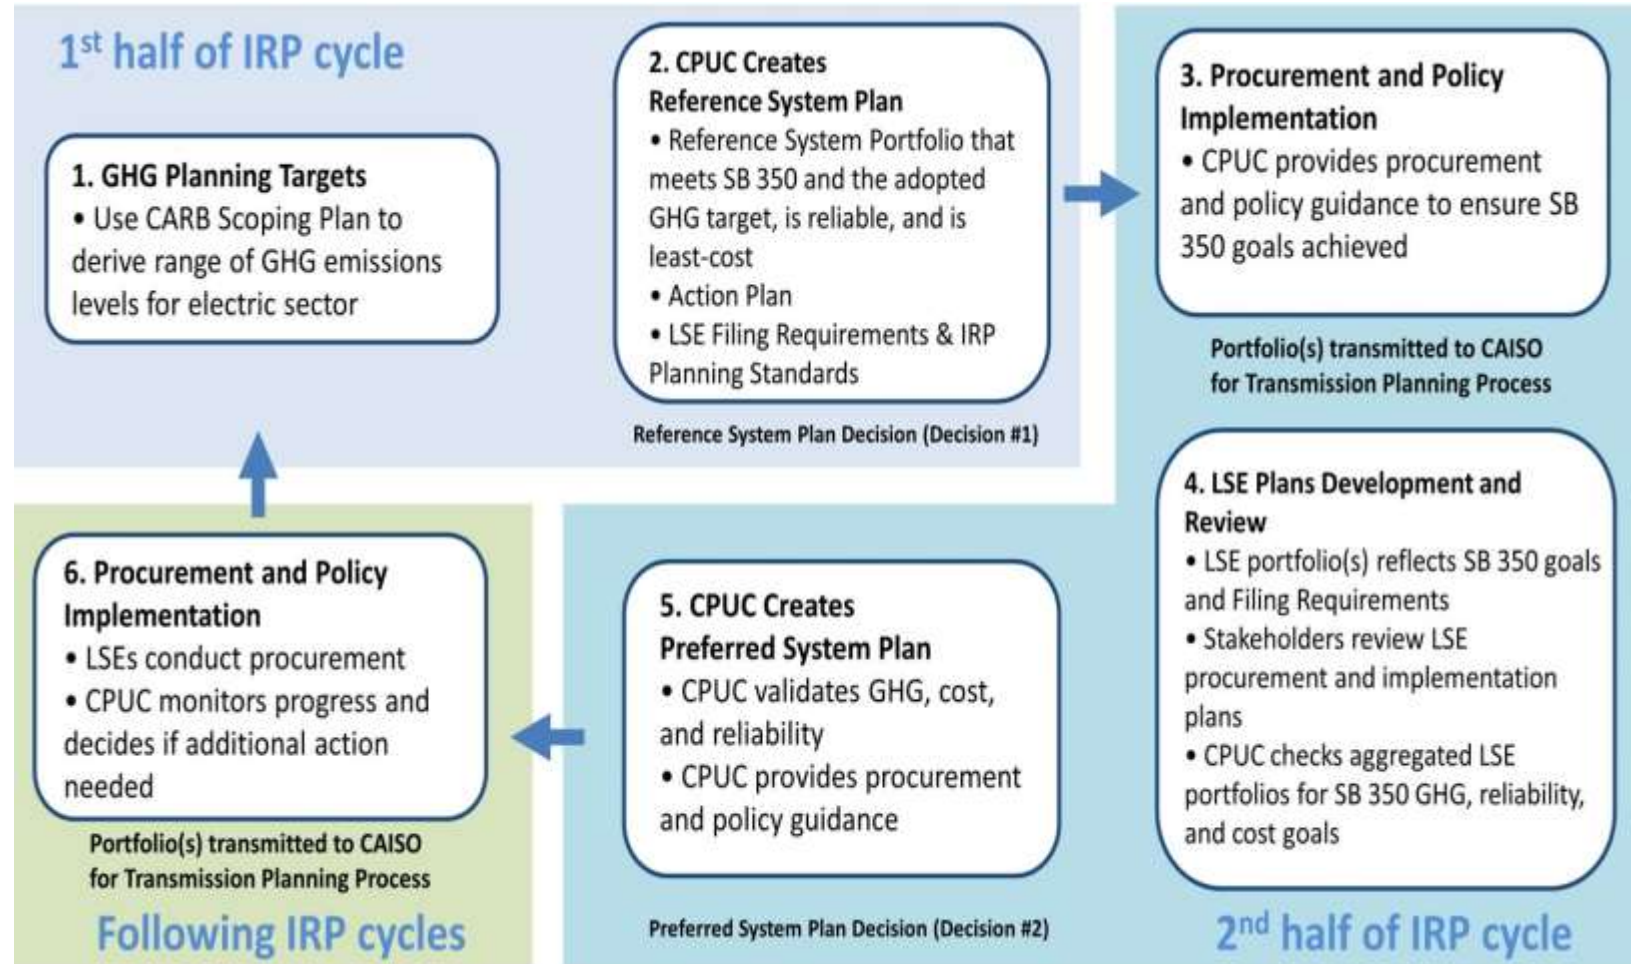 1st half of IRP cycle
1. GHG Planning Targets
• Use CARB Scoping Plan to
derive range of GHG emissions
levels for electric sector
2. CPUC Creates
Reference System Plan
• Reference System Portfolio that
meets SB 350 and the adopted
GHG target, is reliable, and is
least-cost
• Action Plan
• LSE Filing Requirements & IRP
Planning Standards
Reference System Plan Decision (Decision #1)
3. Procurement and Policy
Implementation
• CPUC provides procurement
and policy guidance to ensure SB
350 goals achieved
Portfolio(s) transmitted to CAISO
for Transmission Planning Process
4. LSE Plans Development and
Review
• LSE portfolio(s) reflects SB 350 goals
and Filing Requirements
• Stakeholders review LSE
procurement and implementation
plans
• CPUC checks aggregated LSE
portfolios for SB 350 GHG, reliability,
and cost goals
2nd half of IRP cycle
5. CPUC Creates
Preferred System Plan
• CPUC validates GHG, cost,
and reliability
• CPUC provides procurement
and policy guidance
Preferred System Plan Decision (Decision #2)
6. Procurement and Policy
Implementation
• LSEs conduct procurement
• CPUC monitors progress and
decides if additional action
needed
Portfolio(s) transmitted to CAISO
for Transmission Planning Process
Following IRP cycles